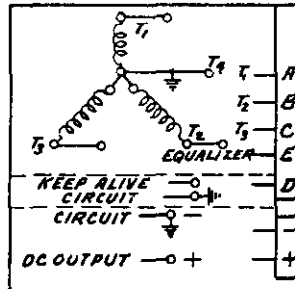 T1
T4 T1 A
T2 B
T3 T2 T3 C
EQUALIZER E
KEEP ALIVE D
CIRCUIT
CIRCUIT - -
DC OUTPUT + +